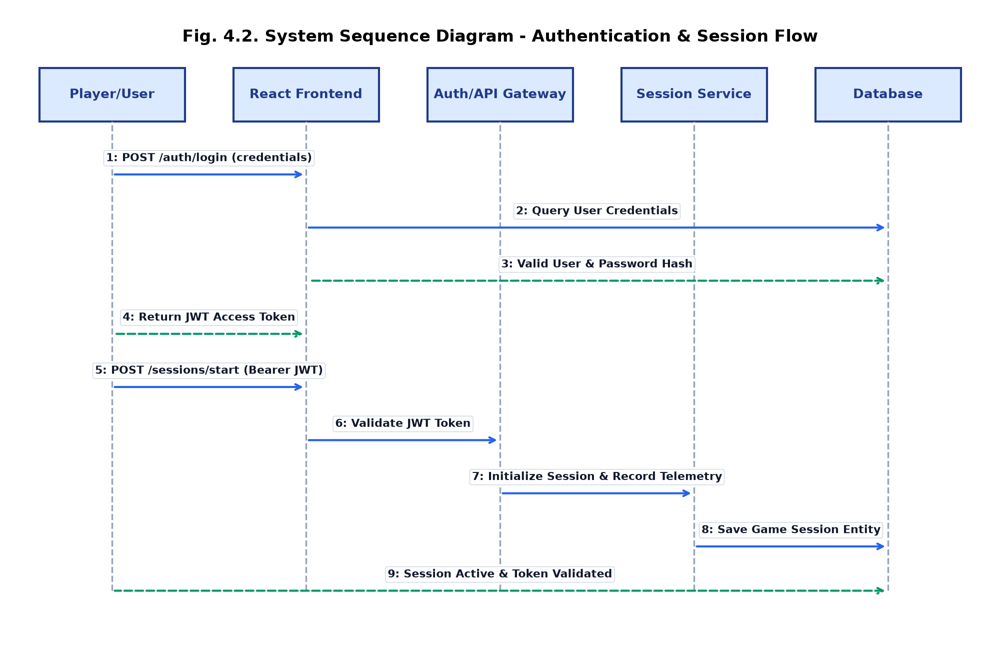 Fig. 4.2. System Sequence Diagram - Authentication & Session Flow
Player/User
React Frontend
Auth/API Gateway
Session Service
Database
1: POST /auth/login (credentials)
2: Query User Credentials
3: Valid User & Password Hash
4: Return JWT Access Token
5: POST /sessions/start (Bearer JWT)
6: Validate JWT Token
7: Initialize Session & Record Telemetry
8: Save Game Session Entity
9: Session Active & Token Validated